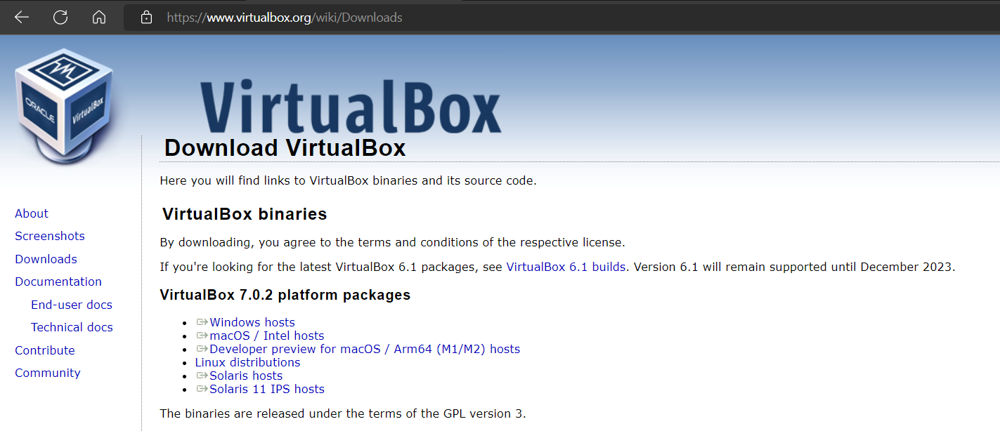 https://www.virtualbox.org/wiki/Downloads
ORACLE
VirtualBox
VirtualBox
Download VirtualBox
Here you will find links to VirtualBox binaries and its source code.
About
Screenshots
Downloads
Documentation
End-user docs
Technical docs
Contribute
Community
VirtualBox binaries
By downloading, you agree to the terms and conditions of the respective license.
If you're looking for the latest VirtualBox 6.1 packages, see VirtualBox 6.1 builds. Version 6.1 will remain supported until December 2023.
VirtualBox 7.0.2 platform packages
Windows hosts
macOS / Intel hosts
Developer preview for macOS / Arm64 (M1/M2) hosts
Linux distributions
Solaris hosts
Solaris 11 IPS hosts
The binaries are released under the terms of the GPL version 3.